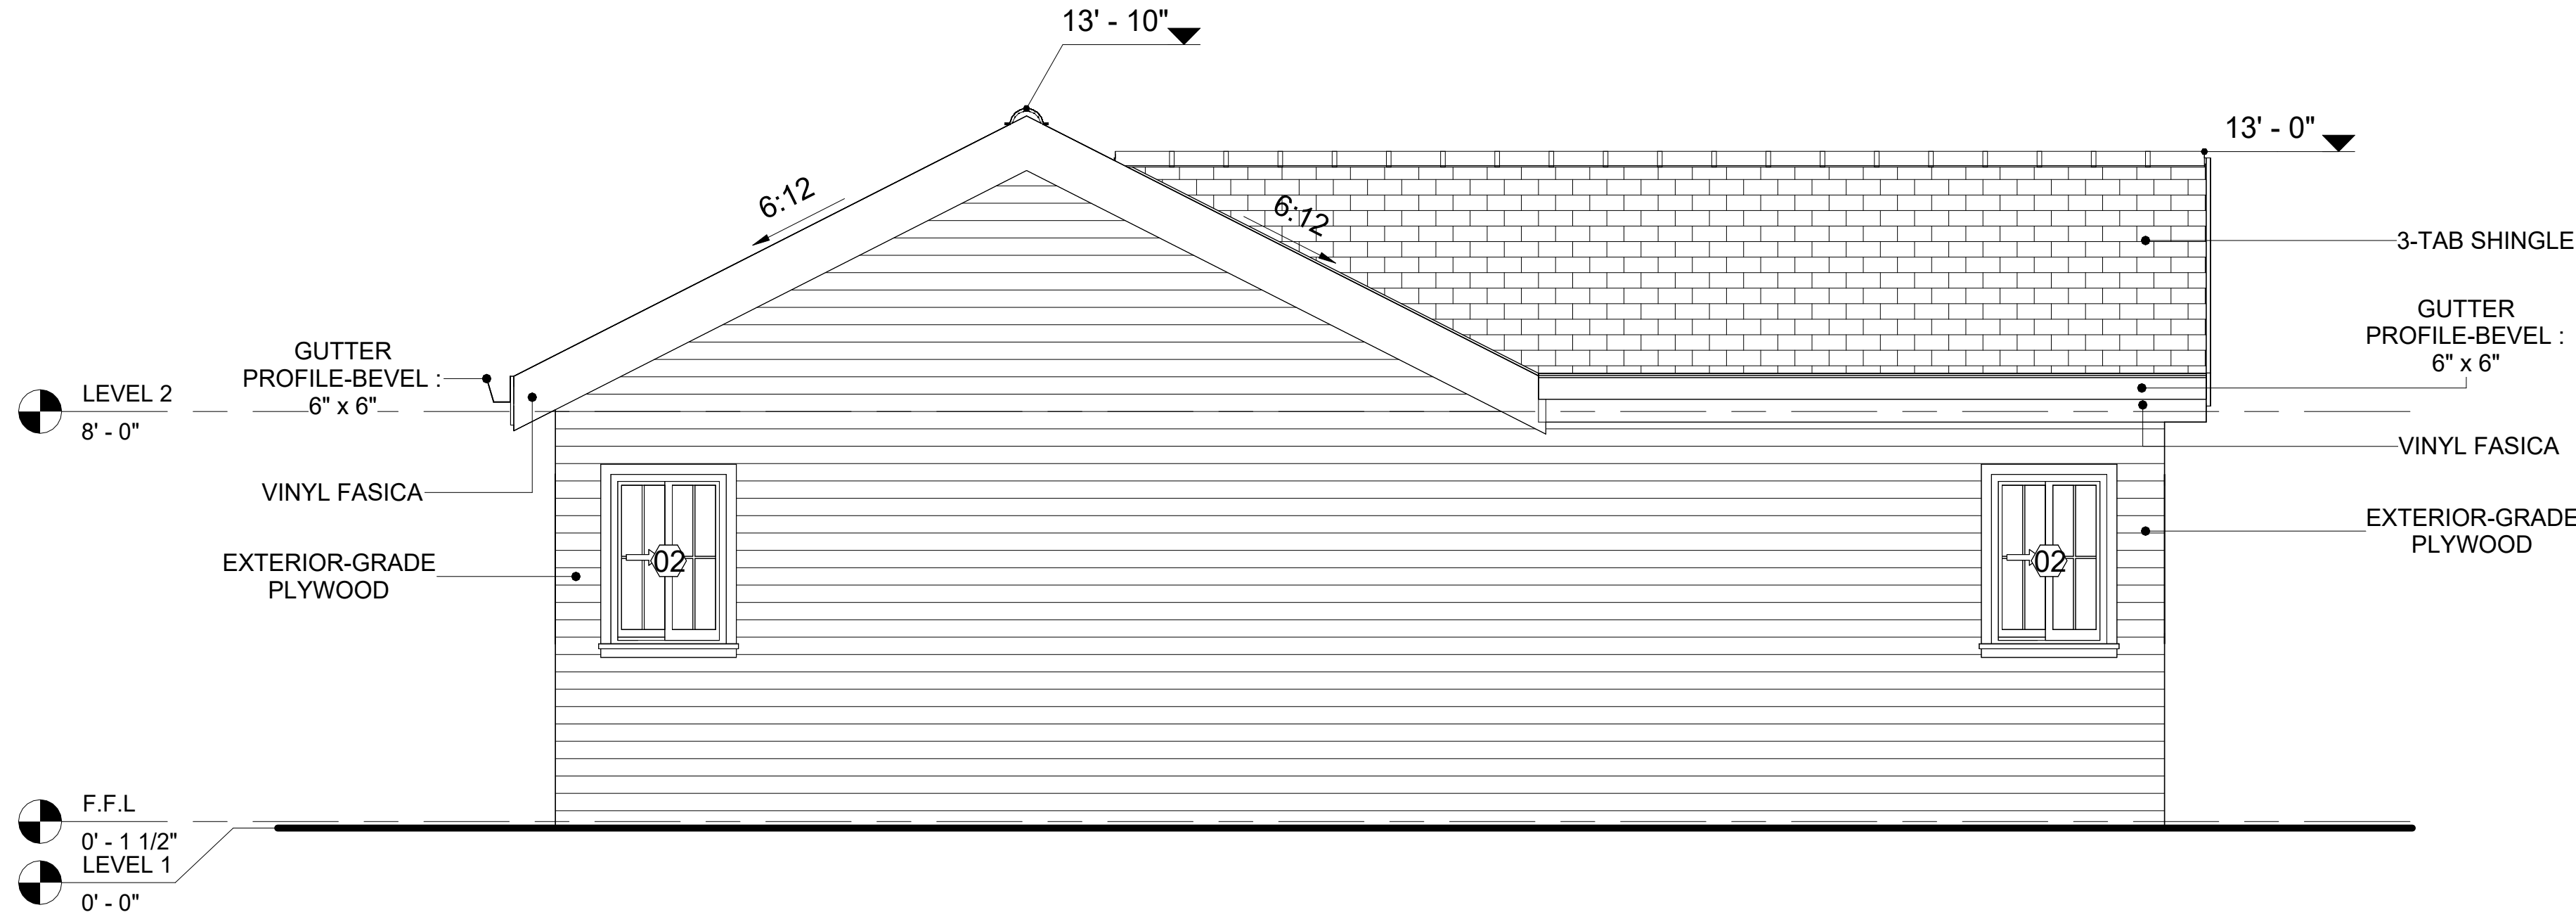 13' - 10"
13' - 0"
6:12
6:12
3-TAB SHINGLE
GUTTER
PROFILE-BEVEL :
6" x 6"
GUTTER
PROFILE-BEVEL :
6" x 6"
LEVEL 2
8' - 0"
VINYL FASICA
VINYL FASICA
EXTERIOR-GRADE
PLYWOOD
EXTERIOR-GRADE
PLYWOOD
02
02
F.F.L
0' - 1 1/2"
LEVEL 1
0' - 0"